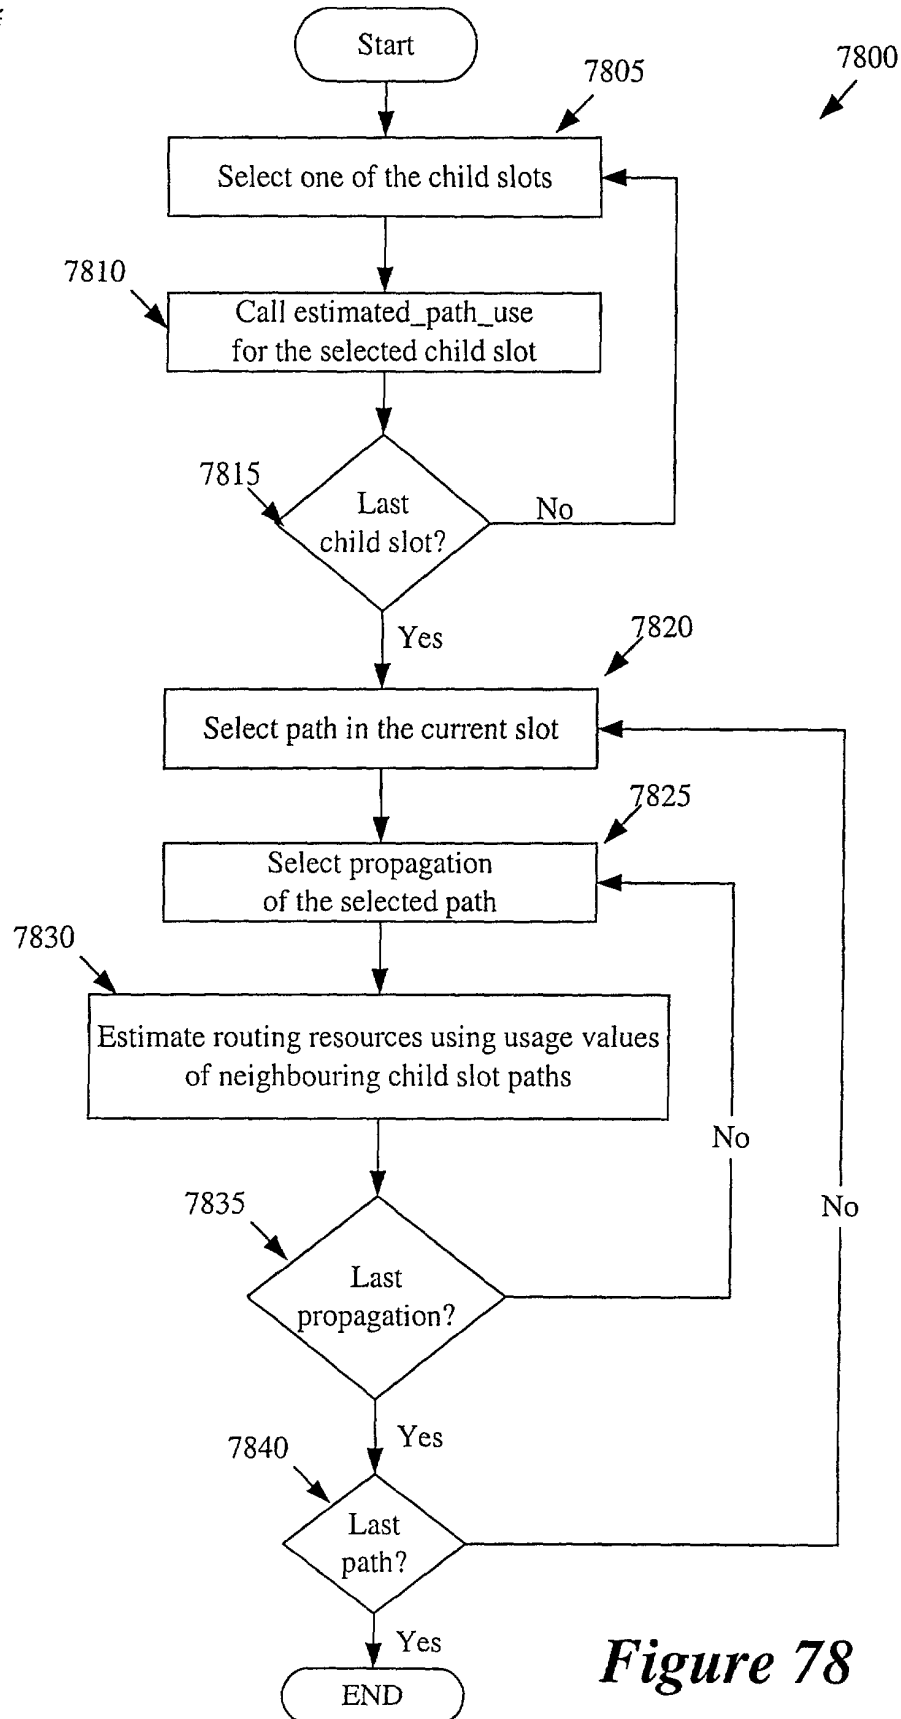 Start
7800
7805
Select one of the child slots
7810
Call estimated_path_use
for the selected child slot
7815
Last
child slot?
No
Yes
7820
Select path in the current slot
7825
Select propagation
of the selected path
7830
Estimate routing resources using usage values
of neighbouring child slot paths
No
7835
No
Last
propagation?
Yes
7840
Last
path?
Yes
Figure 78
END